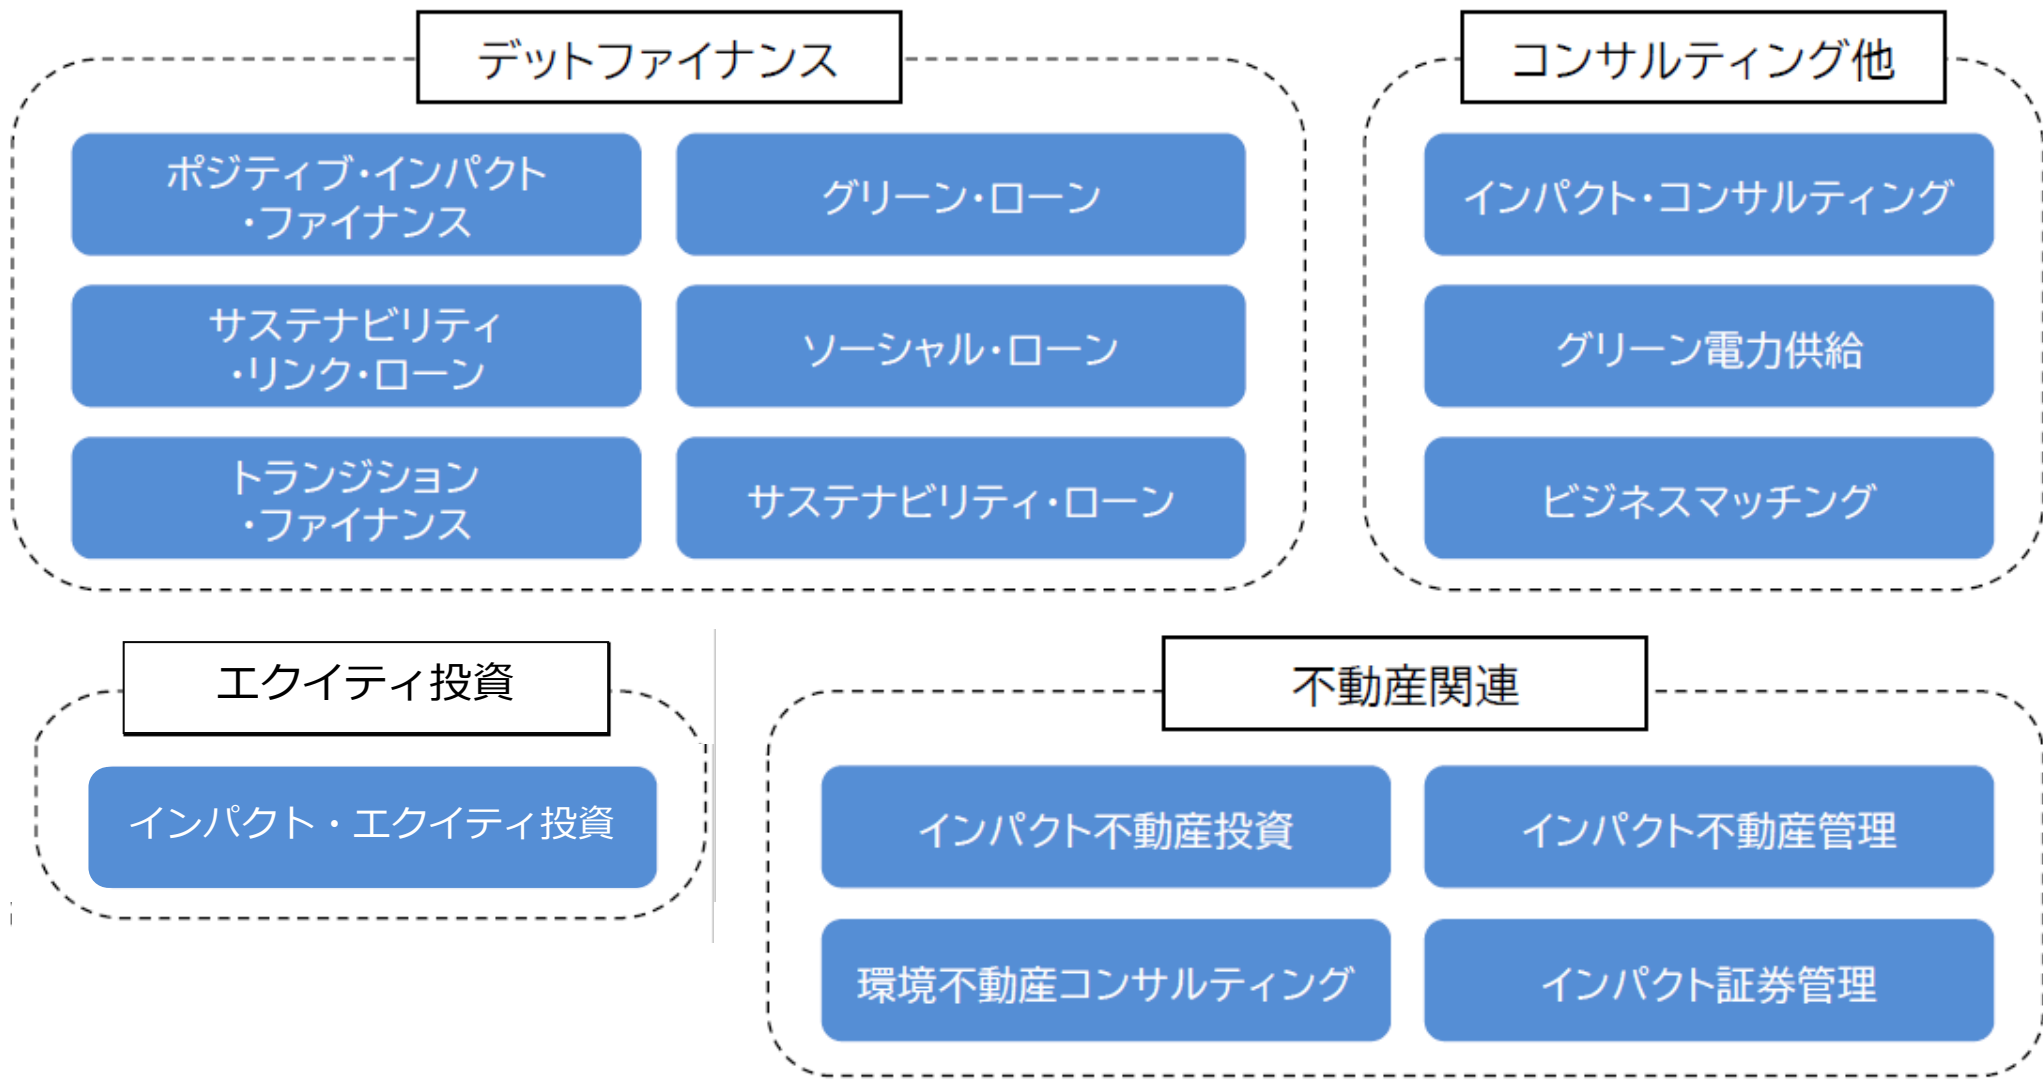 デットファイナンス
ポジティブ・インパクト
・ファイナンス
グリーン・ローン
サステナビリティ
・リンク・ローン
ソーシャル・ローン
トランジション
・ファイナンス
サステナビリティ・ローン
コンサルティング他
インパクト・コンサルティング
グリーン電力供給
ビジネスマッチング
エクイティ投資
インパクト・エクイティ投資
不動産関連
インパクト不動産投資
インパクト不動産管理
環境不動産コンサルティング
インパクト証券管理